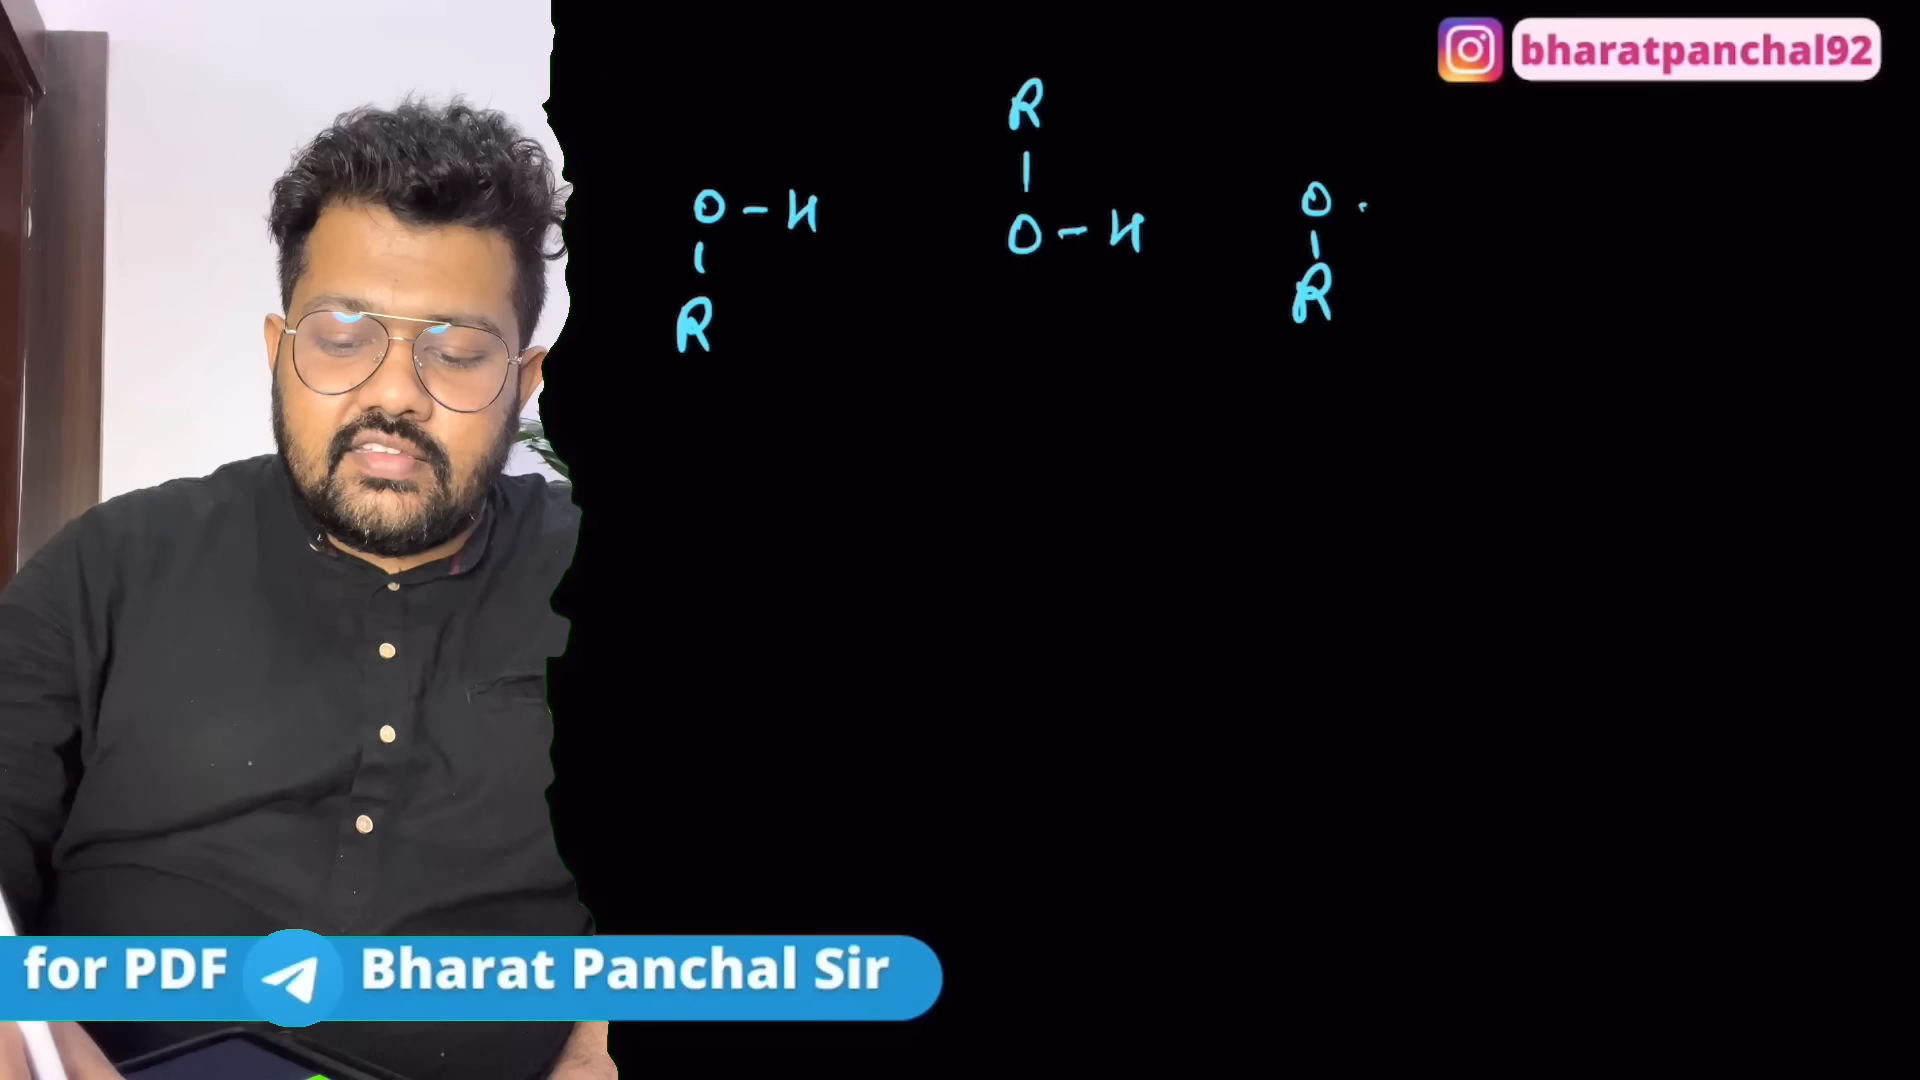 bharatpanchal92
R
O - H
O - H
O
R
R
for PDF Bharat Panchal Sir